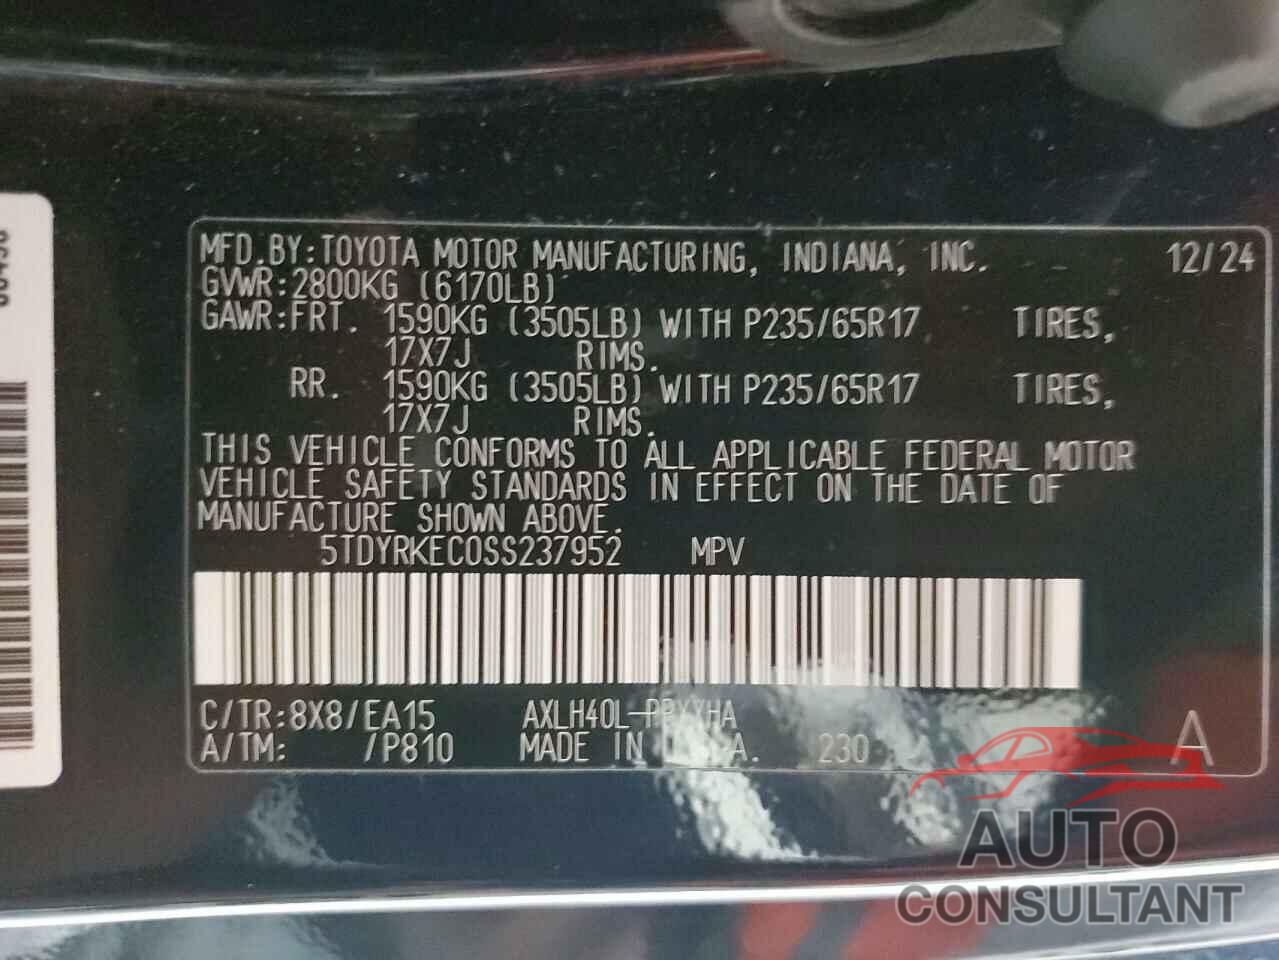 MFD.BY:TOYOTA MOTOR MANUFACTURING, INDIANA, INC. 12/24
GVWR:2800KG (6170LB)
GAWR:FRT. 1590KG (3505LB) WITH P235/65R17 TIRES,
17X7J RIMS.
RR. 1590KG (3505LB) WITH P235/65R17 TIRES,
17X7J RIMS.
THIS VEHICLE CONFORMS TO ALL APPLICABLE FEDERAL MOTOR
VEHICLE SAFETY STANDARDS IN EFFECT ON THE DATE OF
MANUFACTURE SHOWN ABOVE.
5TDYRKEC0SS237952 MPV
C/TR:8X8/EA15
A/TM: /P810 MADE IN U.S.A. 230 A
AUTO
CONSULTANT